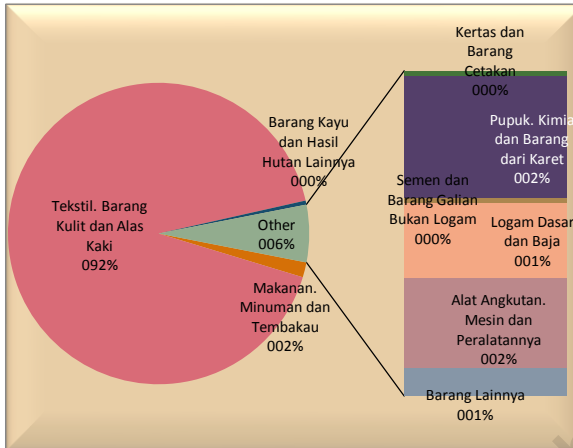 Kertas dan
Barang
Cetakan
000%
Pupuk. Kimia
dan Barang
dari Karet
002%
Barang Kayu
dan Hasil
Hutan Lainnya
000%
Semen dan
Barang Galian
Bukan Logam
000%
Tekstil. Barang
Kulit dan Alas
Kaki
092%
Other
006%
Logam Dasar
dan Baja
001%
Makanan.
Minuman dan
Tembakau
002%
Alat Angkutan.
Mesin dan
Peralatannya
002%
Barang Lainnya
001%